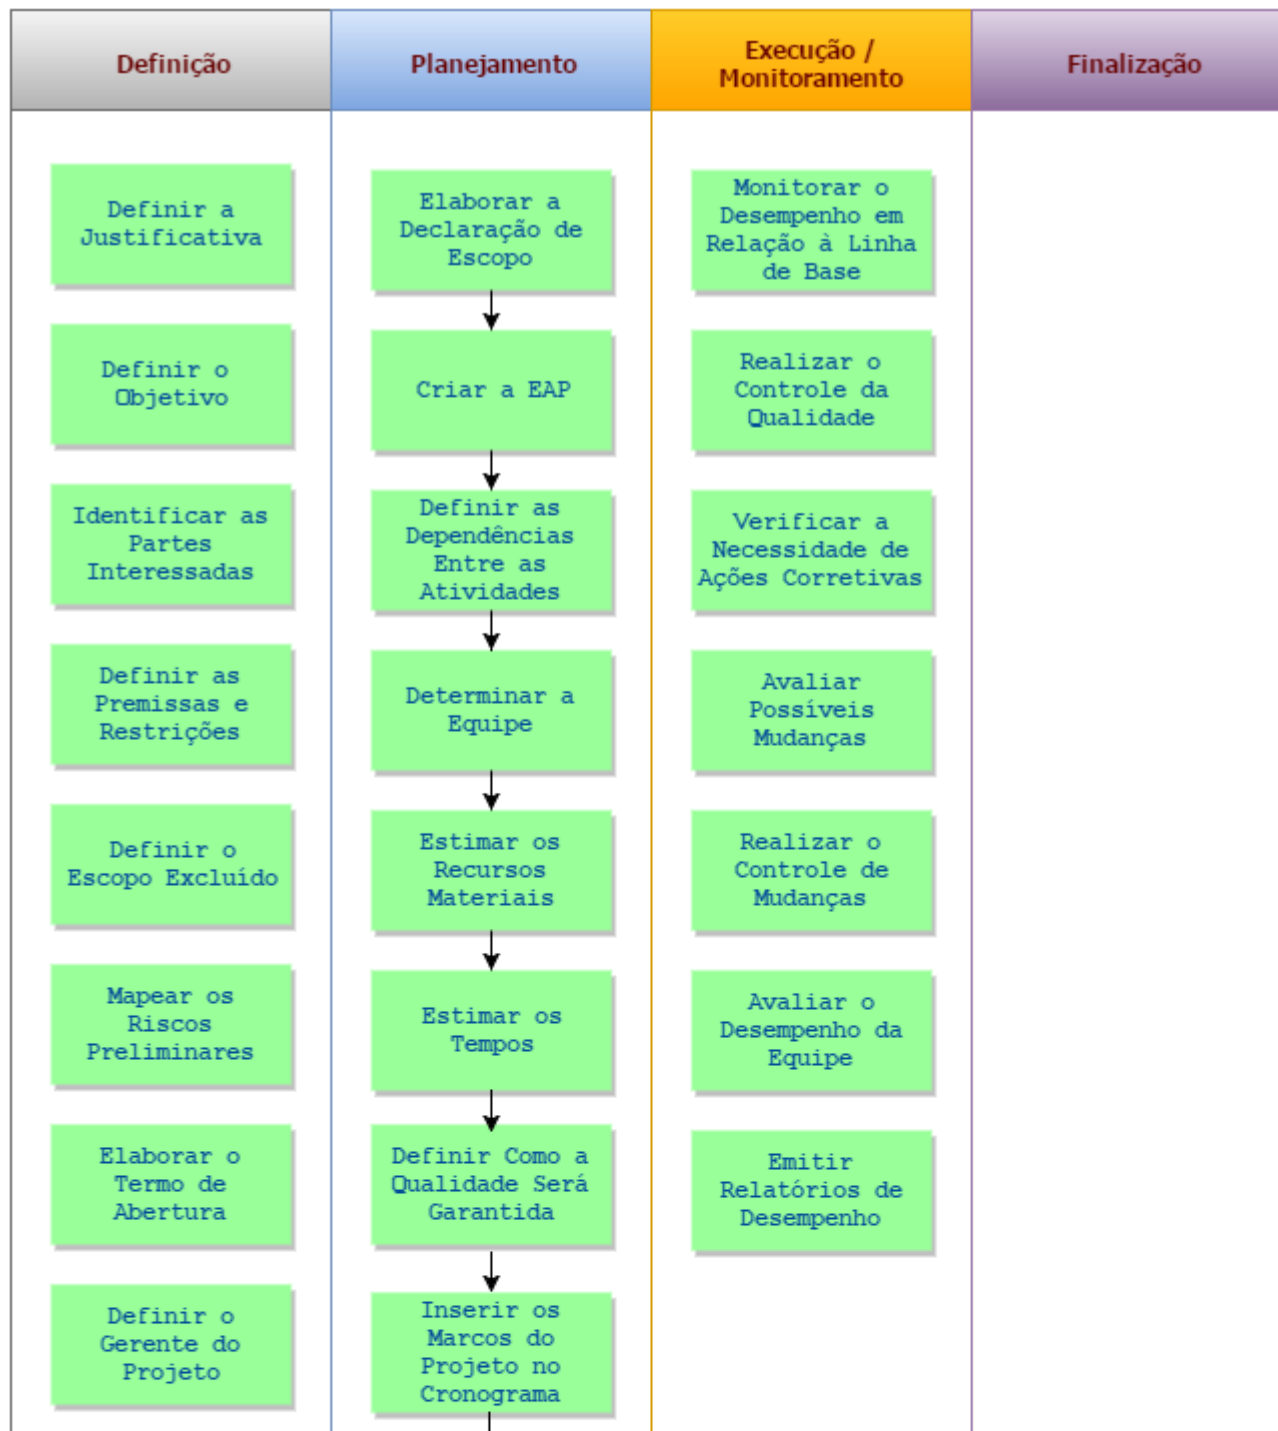 Definição
Planejamento
Execução /
Monitoramento
Finalização
Definir a
Justificativa
Definir o
Objetivo
Identificar as
Partes
Interessadas
Definir as
Premissas e
Restrições
Definir o
Escopo Excluído
Mapear os
Riscos
Preliminares
Elaborar o
Termo de
Abertura
Definir o
Gerente do
Projeto
Elaborar a
Declaração de
Escopo
Criar a EAP
Definir as
Dependências
Entre as
Atividades
Determinar a
Equipe
Estimar os
Recursos
Materiais
Estimar os
Tempos
Definir Como a
Qualidade Será
Garantida
Inserir os
Marcos do
Projeto no
Cronograma
Monitorar o
Desempenho em
Relação à Linha
de Base
Realizar o
Controle da
Qualidade
Verificar a
Necessidade de
Ações Corretivas
Avaliar
Possíveis
Mudanças
Realizar o
Controle de
Mudanças
Avaliar o
Desempenho da
Equipe
Emitir
Relatórios de
Desempenho